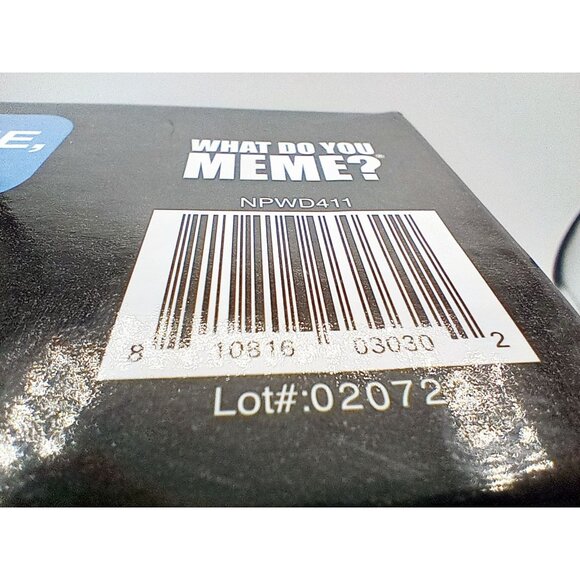 E,
WHAT DO YOU
MEME?®
NPWD411
8 10816 03030 2
Lot#:02072